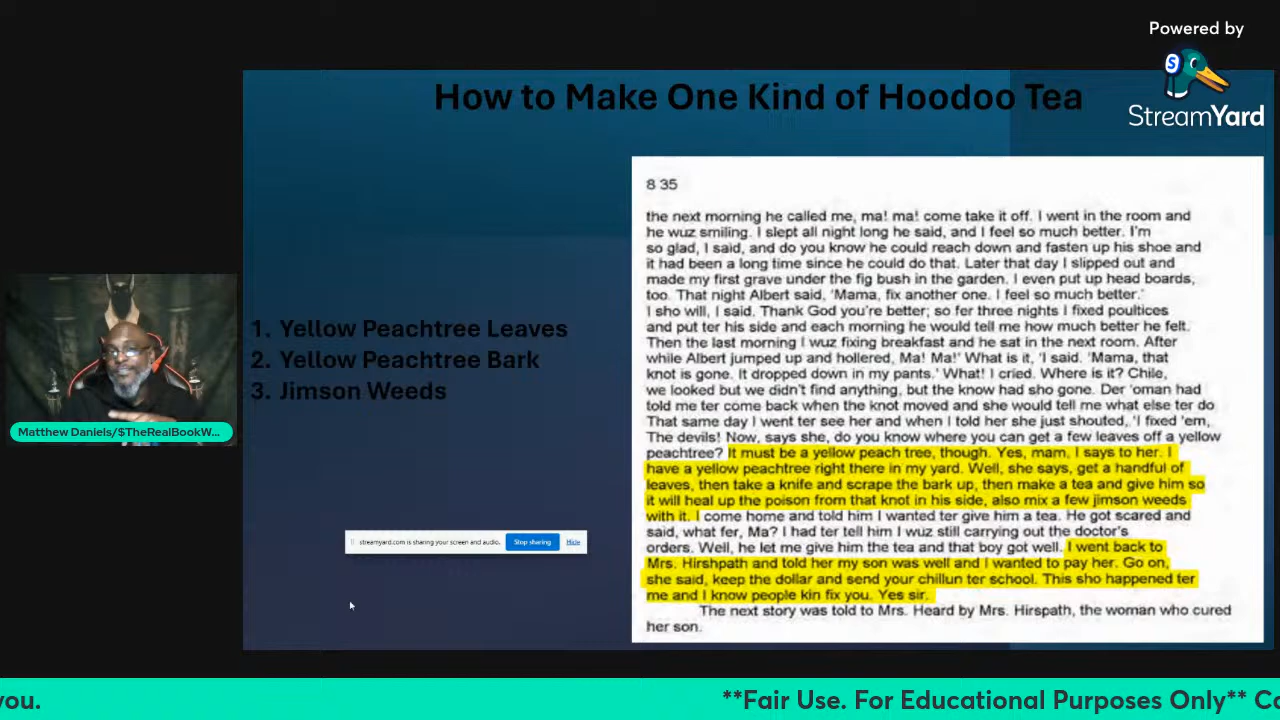 Powered by
StreamYard
How to Make One Kind of Hoodoo Tea
1. Yellow Peachtree Leaves
2. Yellow Peachtree Bark
3. Jimson Weeds
8 35
the next morning he called me, ma! ma! come take it off. I went in the room and
he wuz smiling. I slept all night long he said, and I feel so much better. I'm
so glad, I said, and do you know he could reach down and fasten up his shoe and
it had been a long time since he could do that. Later that day I slipped out and
made my first grave under the fig bush in the garden. I even put up head boards,
too. That night Albert said, 'Mama, fix another one. I feel so much better.'
I sho will, I said. Thank God you're better; so fer three nights I fixed poultices
and put ter his side and each morning he would tell me how much better he felt.
Then the last morning I wuz fixing breakfast and he sat in the next room. After
while Albert jumped up and hollered, Ma! Ma!' What is it, 'I said. 'Mama, that
knot is gone. It dropped down in my pants.' What! I cried. Where is it? Chile,
we looked but we didn't find anything, but the know had sho gone. Der 'oman had
told me ter come back when the knot moved and she would tell me what else ter do
That same day I went ter see her and when I told her she just shouted, 'I fixed 'em,
The devils! Now, says she, do you know where you can get a few leaves off a yellow
peachtree? It must be a yellow peach tree, though. Yes, mam, I says to her. I
have a yellow peachtree right there in my yard. Well, she says, get a handful of
leaves, then take a knife and scrape the bark up, then make a tea and give him so
it will heal up the poison from that knot in his side, also mix a few jimson weeds
with it. I come home and told him I wanted ter give him a tea. He got scared and
said, what fer, Ma? I had ter tell him I wuz still carrying out the doctor's
orders. Well, he let me give him the tea and that boy got well. I went back to
Mrs. Hirshpath and told her my son was well and I wanted to pay her. Go on,
she said, keep the dollar and send your chillun ter school. This sho happened ter
me and I know people kin fix you. Yes sir.
The next story was told to Mrs. Heard by Mrs. Hirspath, the woman who cured
her son.
Matthew Daniels/$TheRealBookW...
streamyard.com is sharing your screen and audio.
Stop sharing
Hide
you.
**Fair Use. For Educational Purposes Only** Co